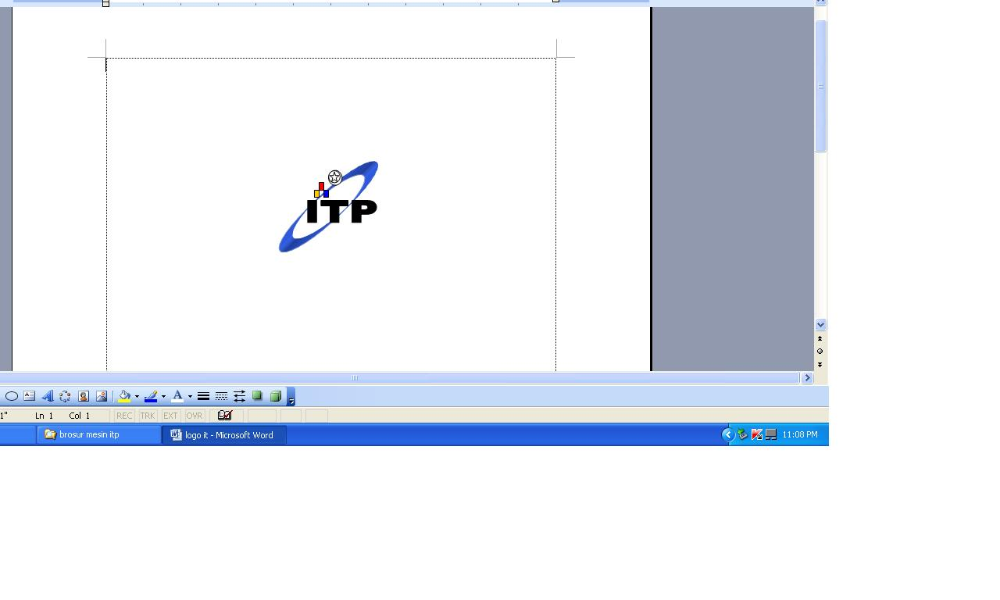 ITP
1" Ln 1 Col 1 REC TRK EXT OVR
brosur mesin itp logo it - Microsoft Word 11:08 PM